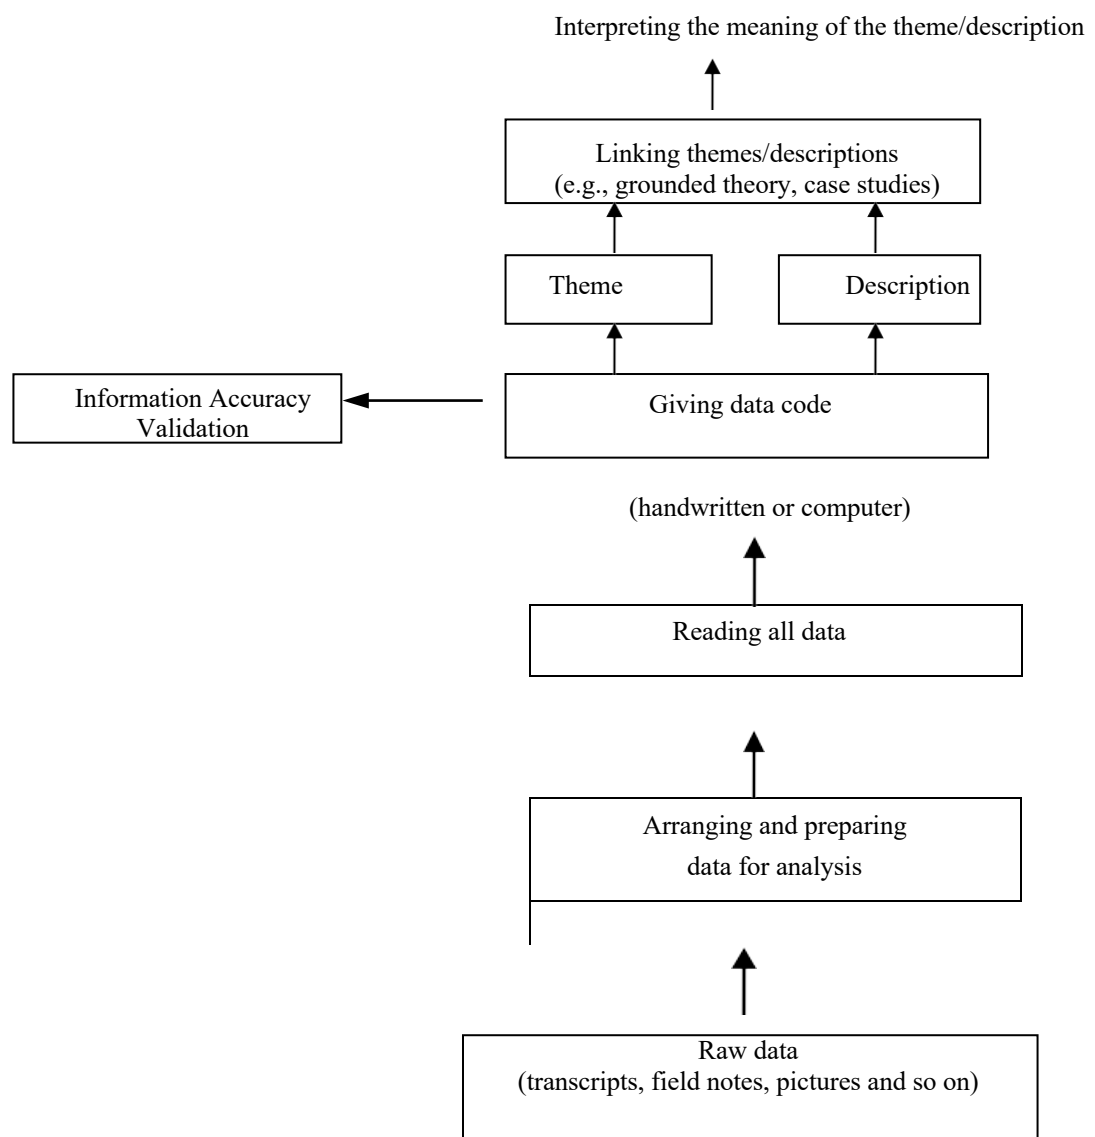 Interpreting the meaning of the theme/description
Linking themes/descriptions
(e.g., grounded theory, case studies)
Theme
Description
Information Accuracy
Validation
Giving data code
(handwritten or computer)
Reading all data
Arranging and preparing
data for analysis
Raw data
(transcripts, field notes, pictures and so on)